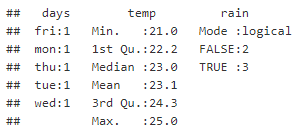 ##   days        temp         rain
##  fri:1   Min.   :21.0   Mode :logical
##  mon:1   1st Qu.:22.2   FALSE:2
##  thu:1   Median :23.0   TRUE :3
##  tue:1   Mean   :23.1
##  wed:1   3rd Qu.:24.3
##          Max.   :25.0